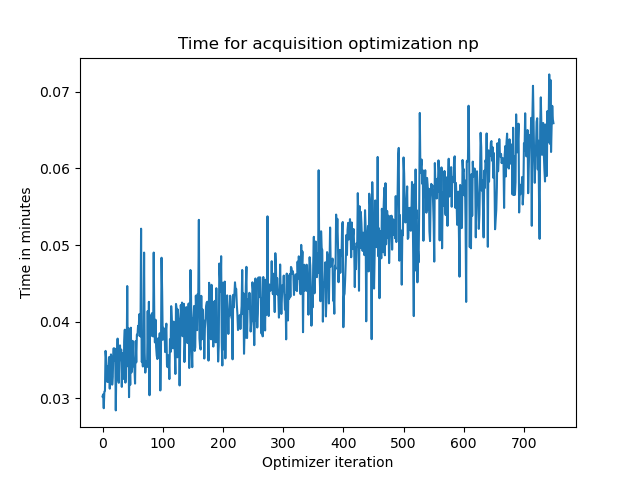 Time for acquisition optimization np
Time in minutes
0.07
0.06
0.05
0.04
0.03
0 100 200 300 400 500 600 700
Optimizer iteration